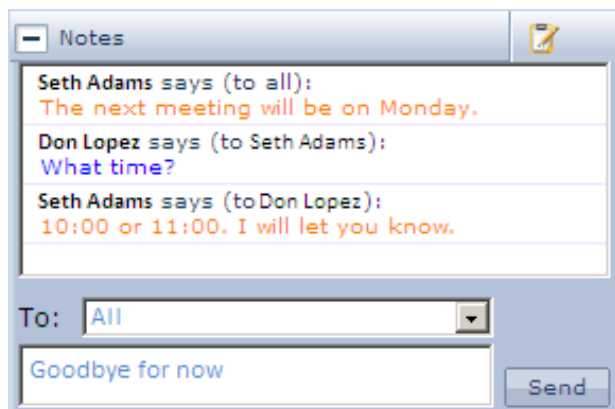 Notes
Seth Adams says (to all):
The next meeting will be on Monday.
Don Lopez says (to Seth Adams):
What time?
Seth Adams says (to Don Lopez):
10:00 or 11:00. I will let you know.
To: All
Goodbye for now
Send